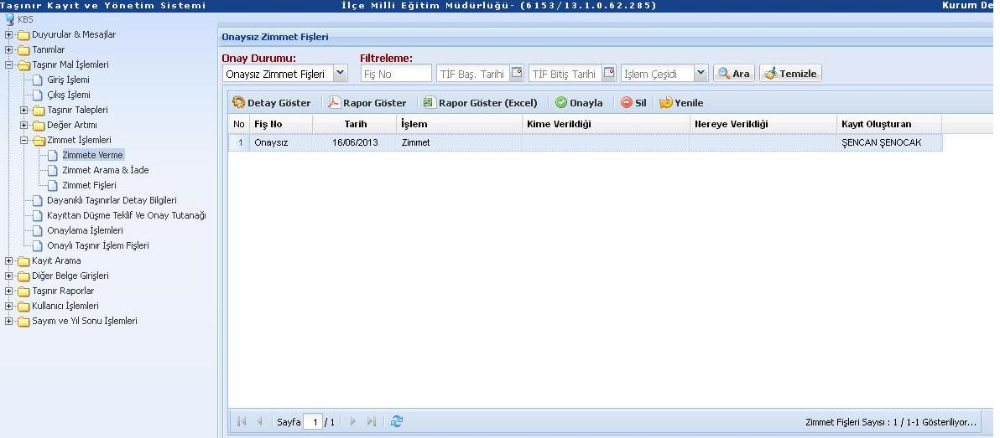 Taşınır Kayıt ve Yönetim Sistemi İlçe Milli Eğitim Müdürlüğü- (6153/13.1.0.62.285) Kurum De
KBS
Duyurular & Mesajlar
Tanımlar
Taşınır Mal İşlemleri
Giriş İşlemi
Çıkış İşlemi
Taşınır Talepleri
Değer Artımı
Zimmet İşlemleri
Zimmete Verme
Zimmet Arama & İade
Zimmet Fişleri
Dayanıklı Taşınırlar Detay Bilgileri
Kayıttan Düşme Teklif Ve Onay Tutanağı
Onaylama İşlemleri
Onaylı Taşınır İşlem Fişleri
Kayıt Arama
Diğer Belge Girişleri
Taşınır Raporlar
Kullanıcı İşlemleri
Sayım ve Yıl Sonu İşlemleri
Onaysız Zimmet Fişleri
Onay Durumu: Filtreleme:
Onaysız Zimmet Fişleri Fiş No TİF Baş. Tarihi TİF Bitiş Tarihi İşlem Çeşidi Ara Temizle
Detay Göster Rapor Göster Rapor Göster (Excel) Onayla Sil Yenile
No Fiş No Tarih İşlem Kime Verildiği Nereye Verildiği Kayıt Oluşturan
1 Onaysız 16/06/2013 Zimmet ŞENCAN ŞENOCAK
Sayfa 1 / 1 Zimmet Fişleri Sayısı : 1 / 1-1 Gösteriliyor...